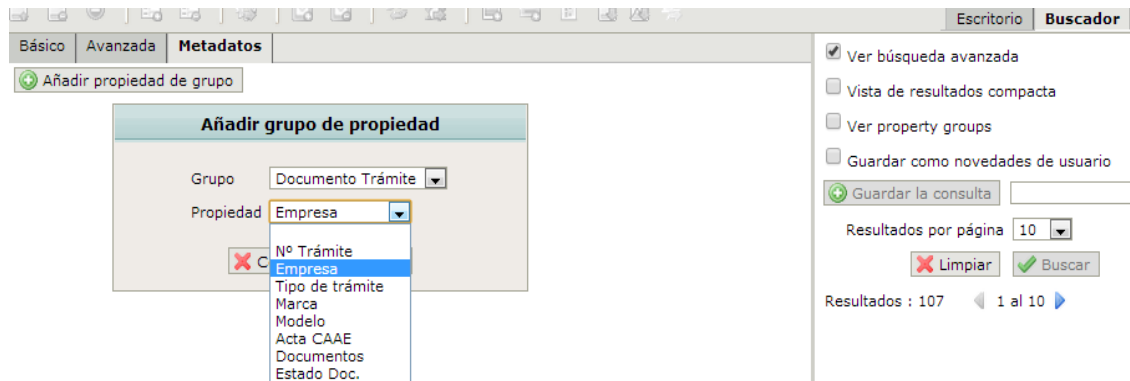 Escritorio Buscador
Básico Avanzada Metadatos
Añadir propiedad de grupo
Añadir grupo de propiedad
Grupo Documento Trámite
Propiedad Empresa
Nº Trámite
Empresa
Tipo de trámite
Marca
Modelo
Acta CAAE
Documentos
Estado Doc.
Ver búsqueda avanzada
Vista de resultados compacta
Ver property groups
Guardar como novedades de usuario
Guardar la consulta
Resultados por página 10
Limpiar Buscar
Resultados : 107 1 al 10